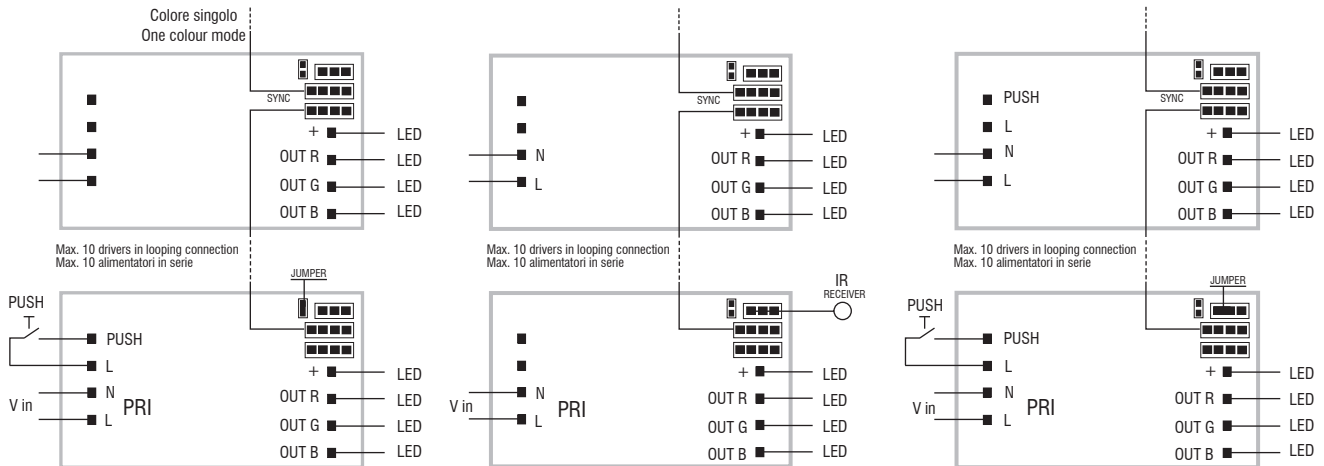 Colore singolo
One colour mode
SYNC
+
LED
OUT R
LED
OUT G
LED
OUT B
LED
Max. 10 drivers in looping connection
Max. 10 alimentatori in serie
JUMPER
PUSH
PUSH
L
N
V in
L
PRI
+
LED
OUT R
LED
OUT G
LED
OUT B
LED
SYNC
N
L
+
LED
OUT R
LED
OUT G
LED
OUT B
LED
Max. 10 drivers in looping connection
Max. 10 alimentatori in serie
IR
RECEIVER
N
V in
L
PRI
+
LED
OUT R
LED
OUT G
LED
OUT B
LED
PUSH
L
N
L
SYNC
+
LED
OUT R
LED
OUT G
LED
OUT B
LED
Max. 10 drivers in looping connection
Max. 10 alimentatori in serie
JUMPER
PUSH
PUSH
L
N
V in
L
PRI
+
LED
OUT R
LED
OUT G
LED
OUT B
LED